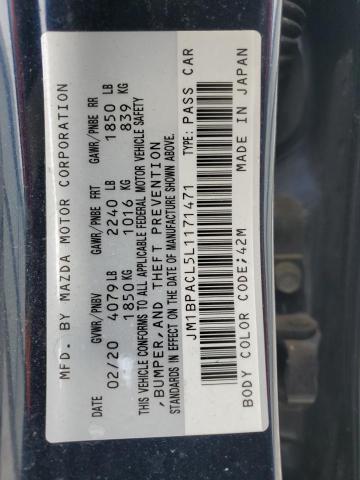 MFD. BY MAZDA MOTOR CORPORATION
DATE GVWR/PNBV GAWR/PNBE FRT GAWR/PNBE RR
02/20 4079LB 2240 LB 1850 LB
1850KG 1016 KG 839 KG
THIS VEHICLE CONFORMS TO ALL APPLICABLE FEDERAL MOTOR VEHICLE SAFETY
, BUMPER, AND THEFT PREVENTION
STANDARDS IN EFFECT ON THE DATE OF MANUFACTURE SHOWN ABOVE.
JM1BPACL5L1171471 TYPE: PASS CAR
BODY COLOR CODE;42M MADE IN JAPAN